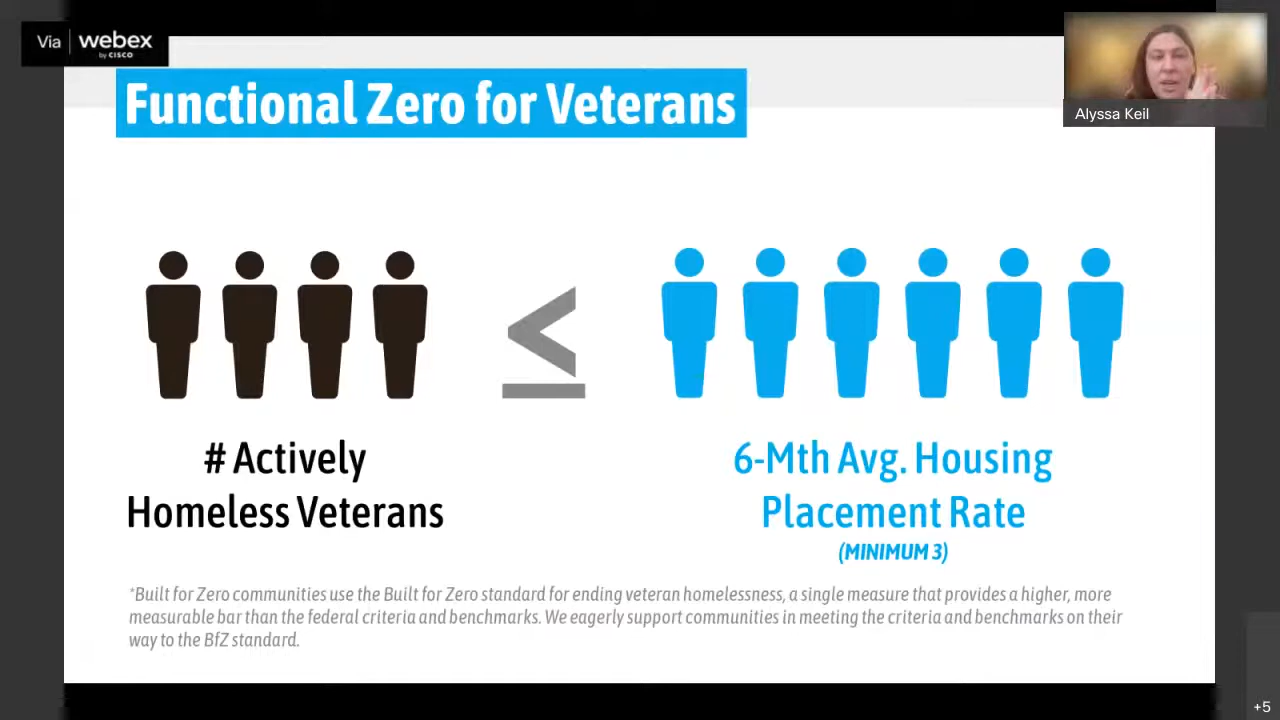 Via webex
by CISCO
Alyssa Keil
Functional Zero for Veterans
≤
# Actively
Homeless Veterans
6-Mth Avg. Housing
Placement Rate
(MINIMUM 3)
*Built for Zero communities use the Built for Zero standard for ending veteran homelessness, a single measure that provides a higher, more
measurable bar than the federal criteria and benchmarks. We eagerly support communities in meeting the criteria and benchmarks on their
way to the BfZ standard.
+5